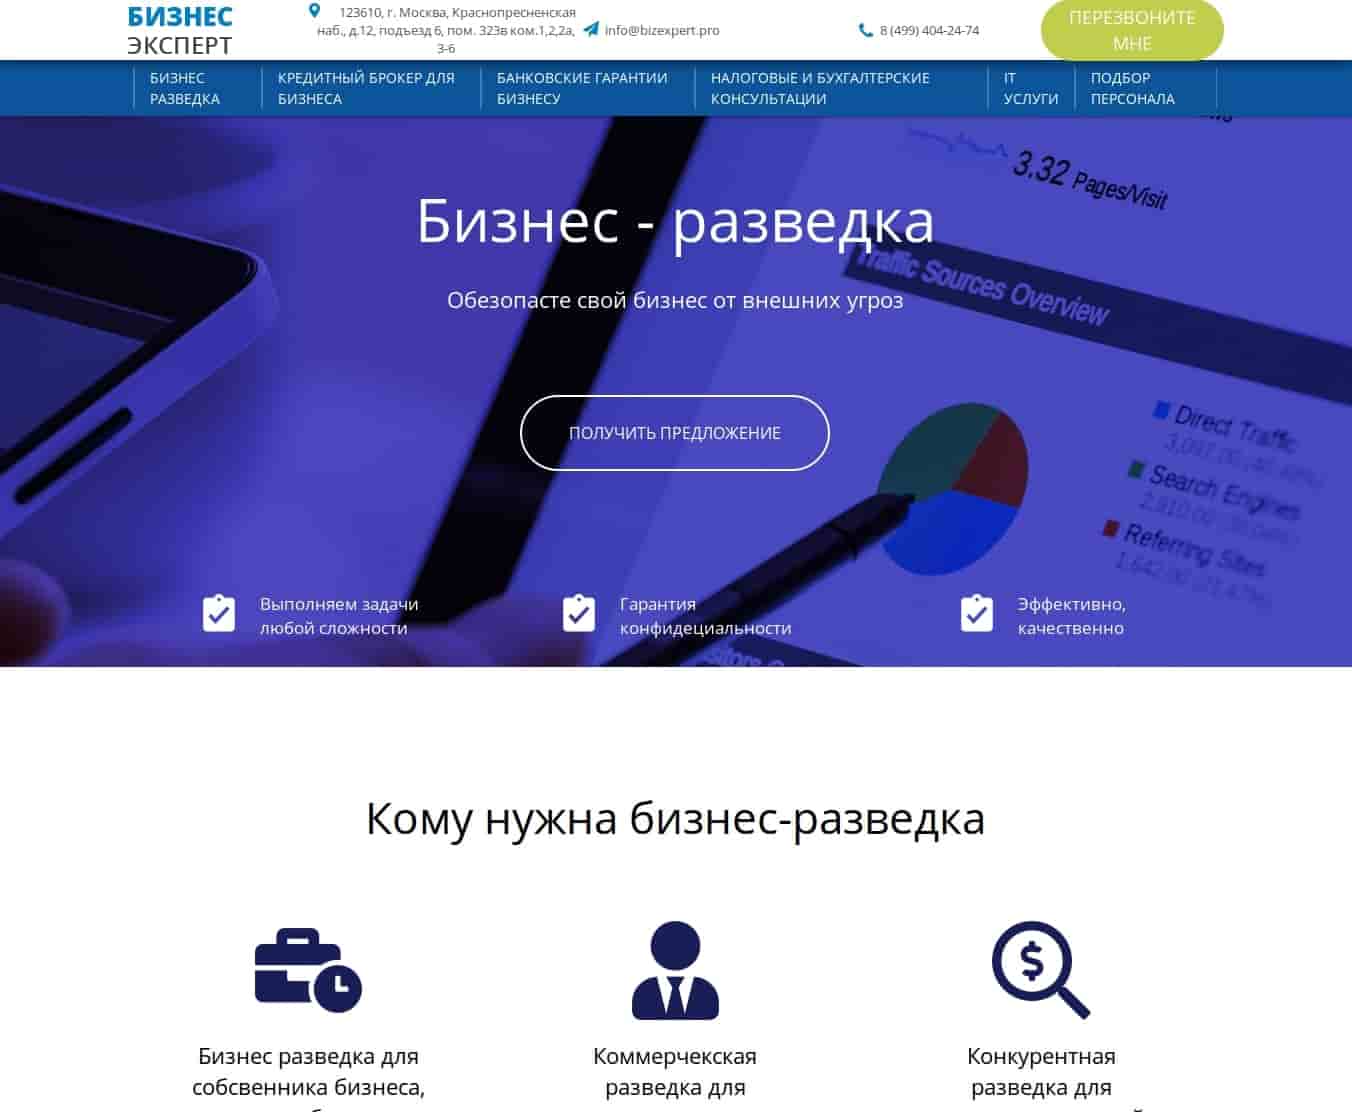 БИЗНЕС
ЭКСПЕРТ
123610, г. Москва, Краснопресненская
наб., д.12, подъезд 6, пом. 323в ком.1,2,2а,
3-6
info@bizexpert.pro
8 (499) 404-24-74
ПЕРЕЗВОНИТЕ
МНЕ
БИЗНЕС
РАЗВЕДКА
КРЕДИТНЫЙ БРОКЕР ДЛЯ
БИЗНЕСА
БАНКОВСКИЕ ГАРАНТИИ
БИЗНЕСУ
НАЛОГОВЫЕ И БУХГАЛТЕРСКИЕ
КОНСУЛЬТАЦИИ
IT
УСЛУГИ
ПОДБОР
ПЕРСОНАЛА
3.32 Pages/Visit
Бизнес - разведка
Traffic Sources Overview
Обезопасте свой бизнес от внешних угроз
ПОЛУЧИТЬ ПРЕДЛОЖЕНИЕ
Direct Traffic
Search Engines
Referring Sites
Выполняем задачи
любой сложности
Гарантия
конфидециальности
Эффективно,
качественно
Кому нужна бизнес-разведка
Бизнес разведка для
собсвенника бизнеса,
Коммерчекская
разведка для
Конкурентная
разведка для